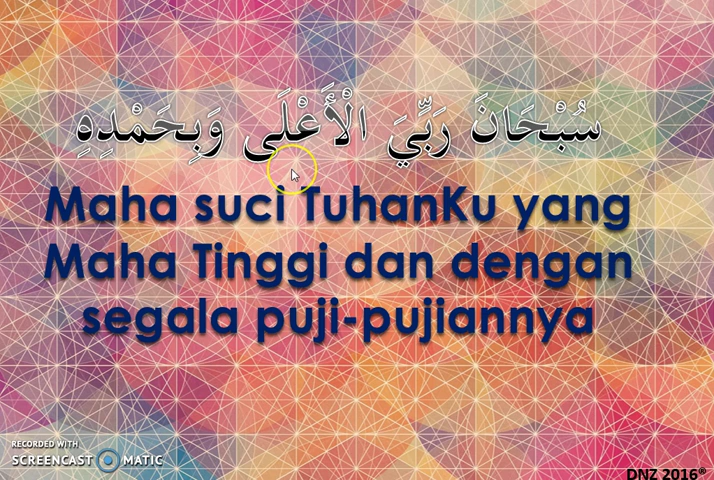 سُبْحَانَ رَبِّيَ الْأَعْلَى وَبِحَمْدِهِ
Maha suci TuhanKu yang
Maha Tinggi dan dengan
segala puji-pujiannya
RECORDED WITH
SCREENCAST MATIC
DNZ 2016®